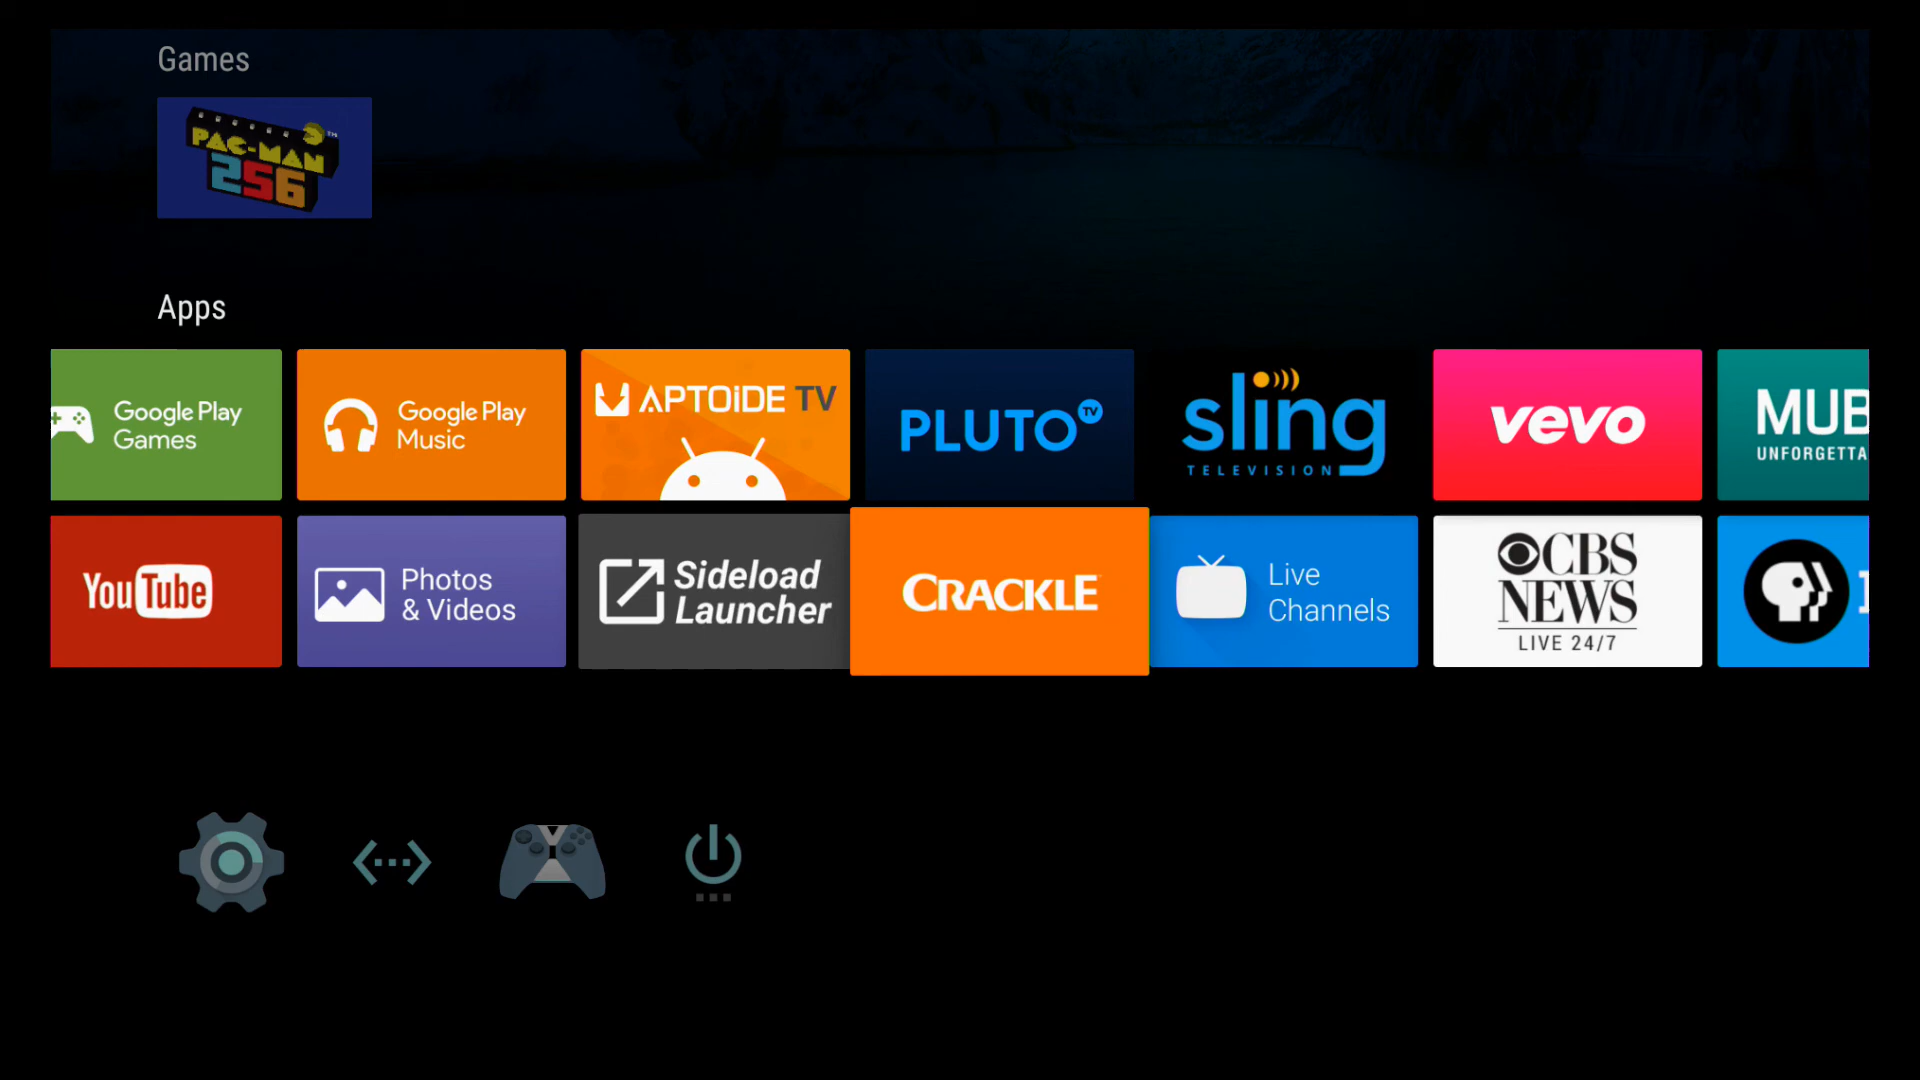 Games
PAC-MAN
256
Apps
Google Play
Games
Google Play
Music
APTOIDE TV
PLUTO TV
sling
TELEVISION
vevo
MUB
UNFORGETTA
YouTube
Photos
& Videos
Sideload
Launcher
CRACKLE
Live
Channels
CBS
NEWS
LIVE 24/7